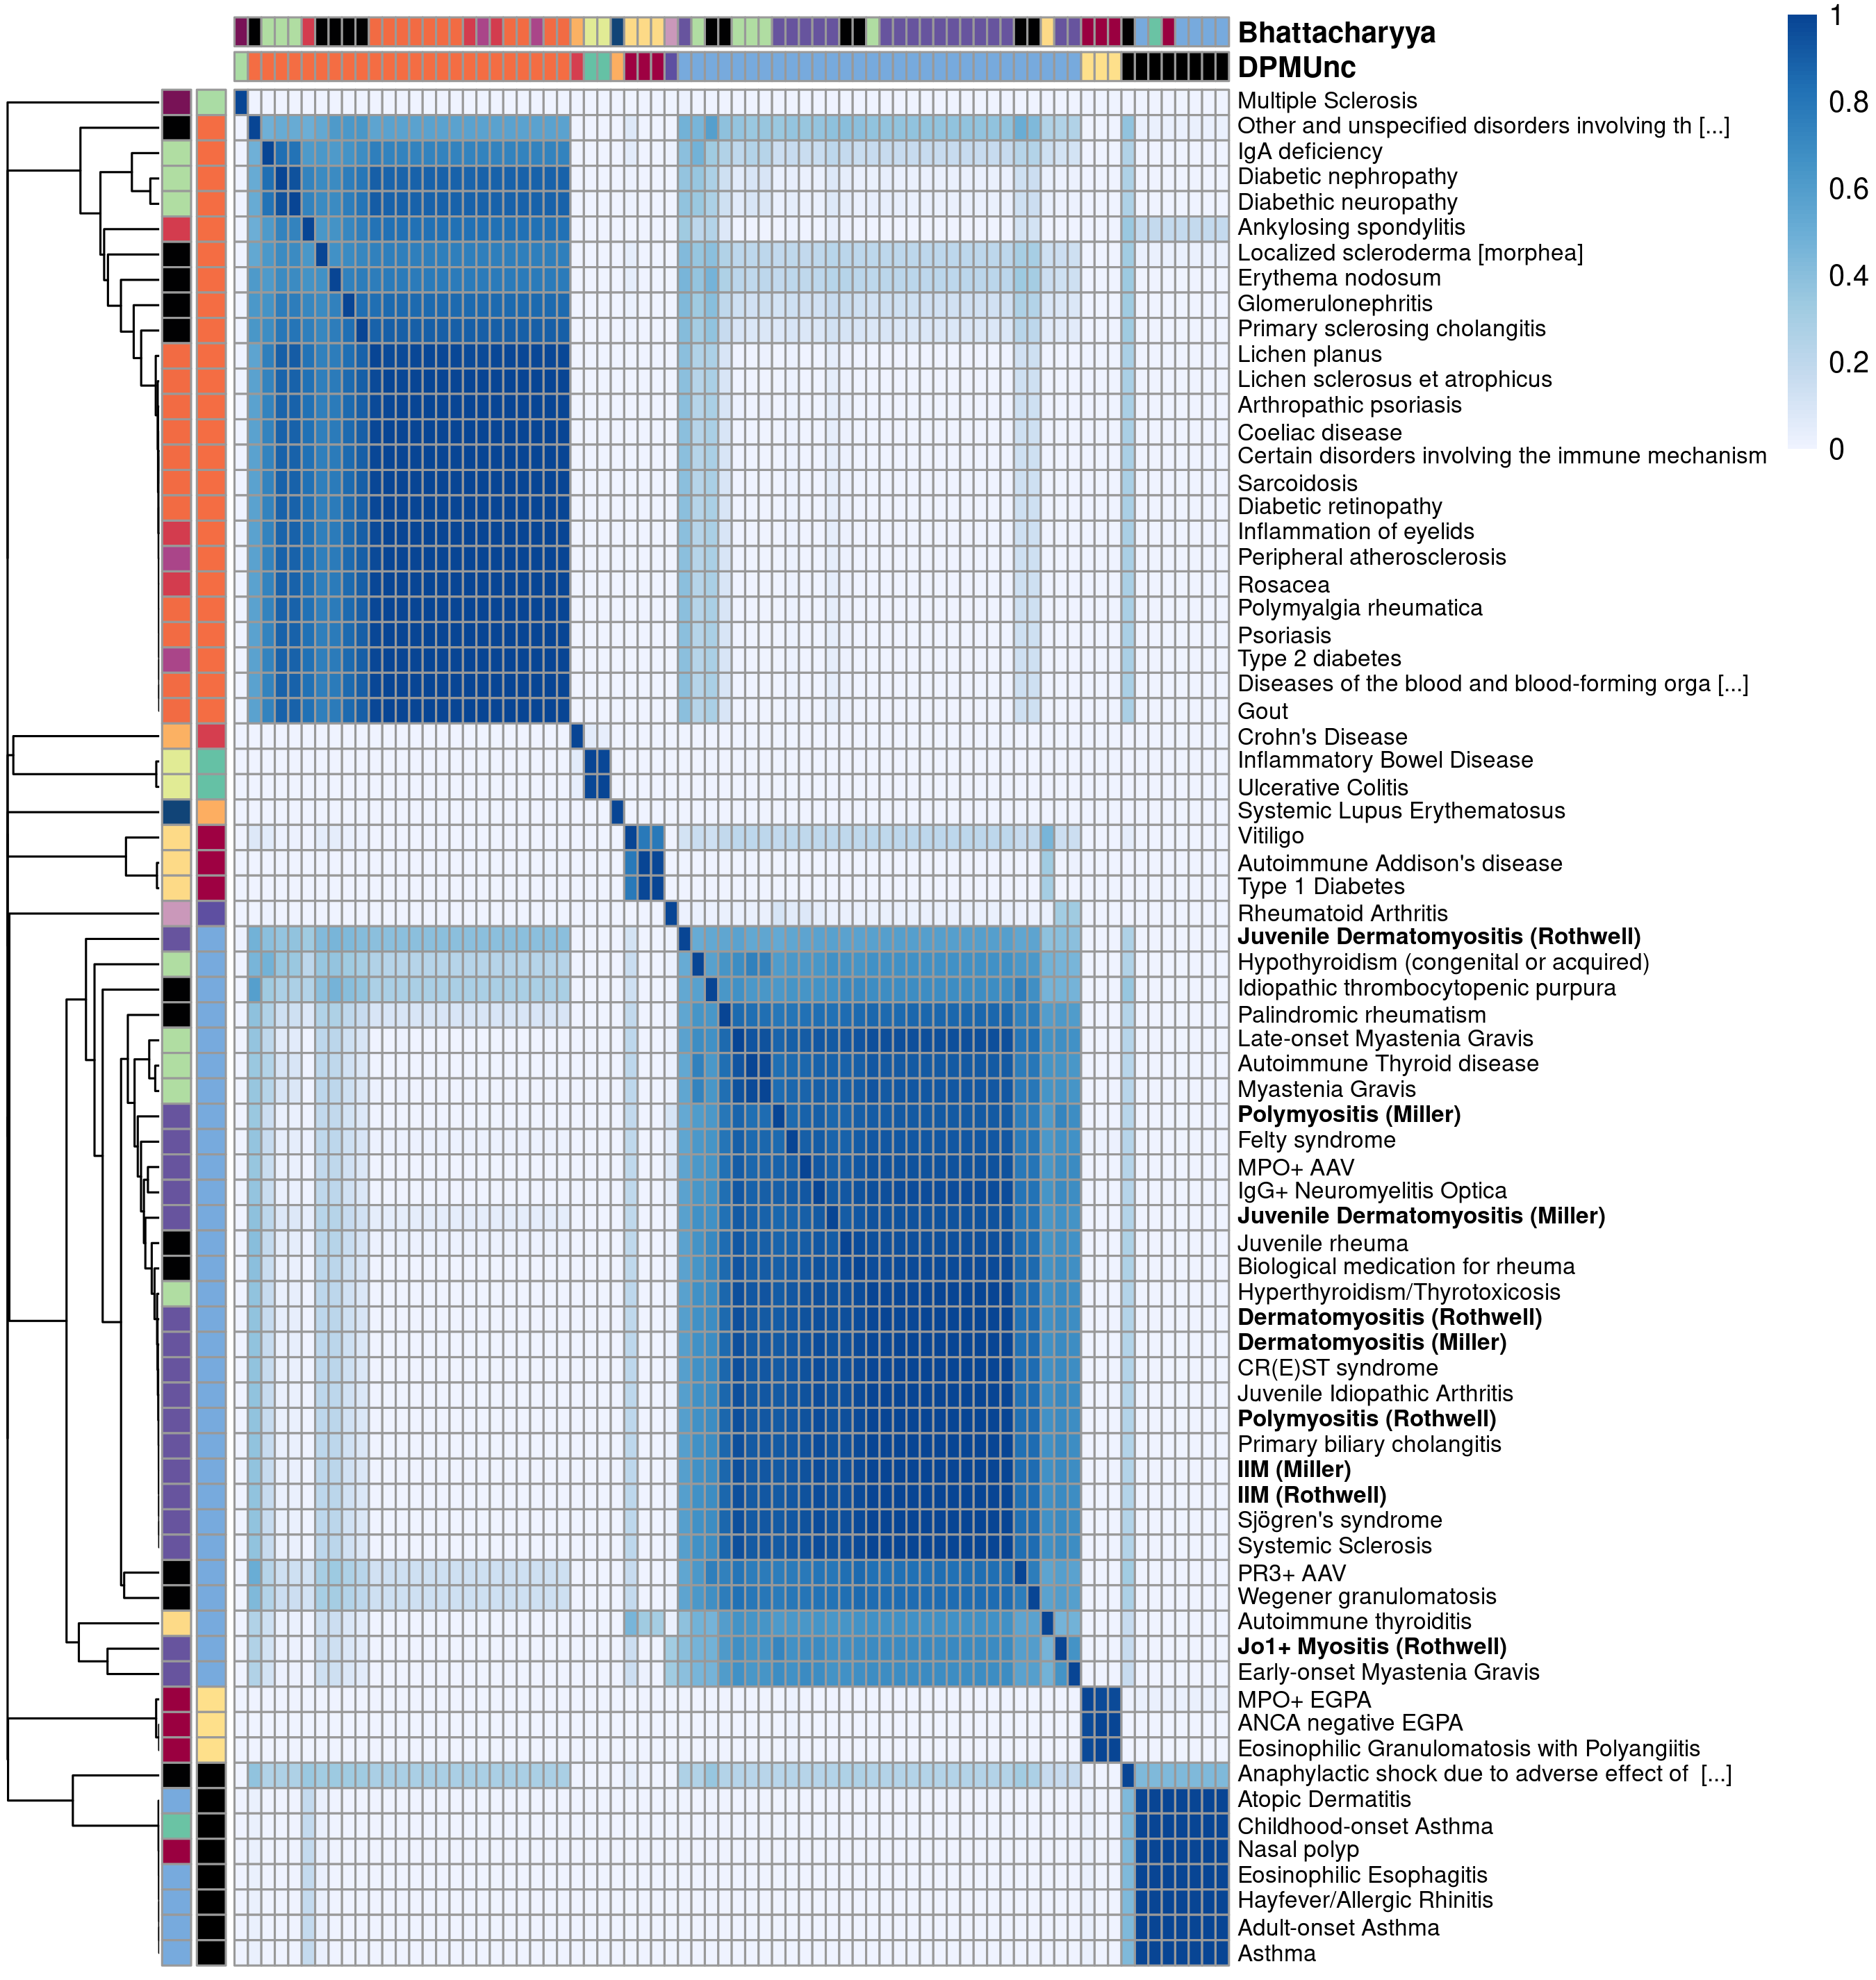 Bhattacharyya
DPMUnc
1
0.8
0.6
0.4
0.2
0
Multiple Sclerosis
Other and unspecified disorders involving th [...]
IgA deficiency
Diabetic nephropathy
Diabethic neuropathy
Ankylosing spondylitis
Localized scleroderma [morphea]
Erythema nodosum
Glomerulonephritis
Primary sclerosing cholangitis
Lichen planus
Lichen sclerosus et atrophicus
Arthropathic psoriasis
Coeliac disease
Certain disorders involving the immune mechanism
Sarcoidosis
Diabetic retinopathy
Inflammation of eyelids
Peripheral atherosclerosis
Rosacea
Polymyalgia rheumatica
Psoriasis
Type 2 diabetes
Diseases of the blood and blood-forming orga [...]
Gout
Crohn's Disease
Inflammatory Bowel Disease
Ulcerative Colitis
Systemic Lupus Erythematosus
Vitiligo
Autoimmune Addison's disease
Type 1 Diabetes
Rheumatoid Arthritis
Juvenile Dermatomyositis (Rothwell)
Hypothyroidism (congenital or acquired)
Idiopathic thrombocytopenic purpura
Palindromic rheumatism
Late-onset Myastenia Gravis
Autoimmune Thyroid disease
Myastenia Gravis
Polymyositis (Miller)
Felty syndrome
MPO+ AAV
IgG+ Neuromyelitis Optica
Juvenile Dermatomyositis (Miller)
Juvenile rheuma
Biological medication for rheuma
Hyperthyroidism/Thyrotoxicosis
Dermatomyositis (Rothwell)
Dermatomyositis (Miller)
CR(E)ST syndrome
Juvenile Idiopathic Arthritis
Polymyositis (Rothwell)
Primary biliary cholangitis
IIM (Miller)
IIM (Rothwell)
Sjögren's syndrome
Systemic Sclerosis
PR3+ AAV
Wegener granulomatosis
Autoimmune thyroiditis
Jo1+ Myositis (Rothwell)
Early-onset Myastenia Gravis
MPO+ EGPA
ANCA negative EGPA
Eosinophilic Granulomatosis with Polyangiitis
Anaphylactic shock due to adverse effect of [...]
Atopic Dermatitis
Childhood-onset Asthma
Nasal polyp
Eosinophilic Esophagitis
Hayfever/Allergic Rhinitis
Adult-onset Asthma
Asthma